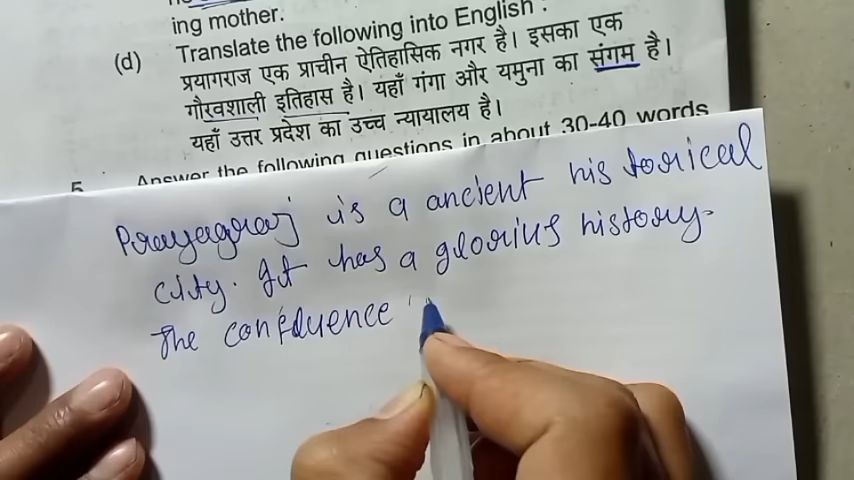 ing mother.
(d) Translate the following into English :
प्रयागराज एक प्राचीन ऐतिहासिक नगर है। इसका एक
गौरवशाली इतिहास है। यहाँ गंगा और यमुना का संगम है।
यहाँ उत्तर प्रदेश का उच्च न्यायालय है।
5. Answer the following questions in about 30-40 words
Prayagraj is a ancient historical
city. It has a glorius history.
The confluence